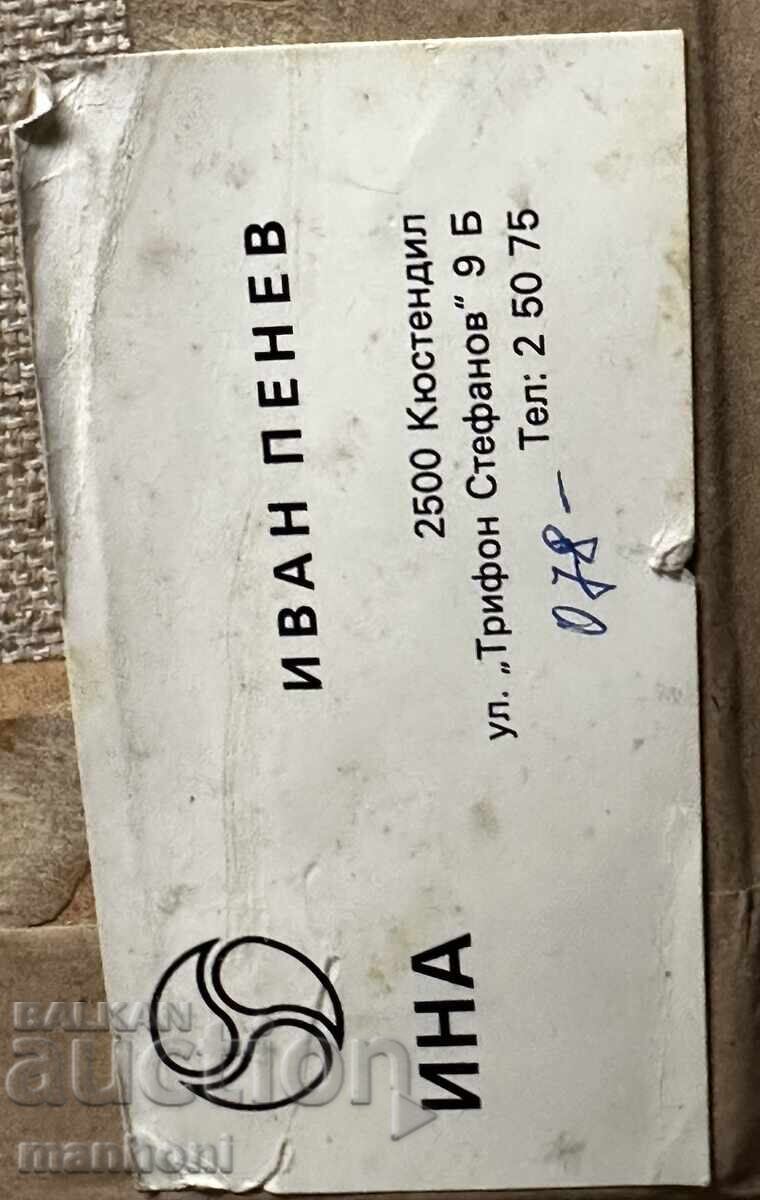 ИВАН ПЕНЕВ
2500 Кюстендил
ул. „Трифон Стефанов“ 9 Б
078 – Тел: 2 50 75
ИНА
BALKAN
auction
manhoni